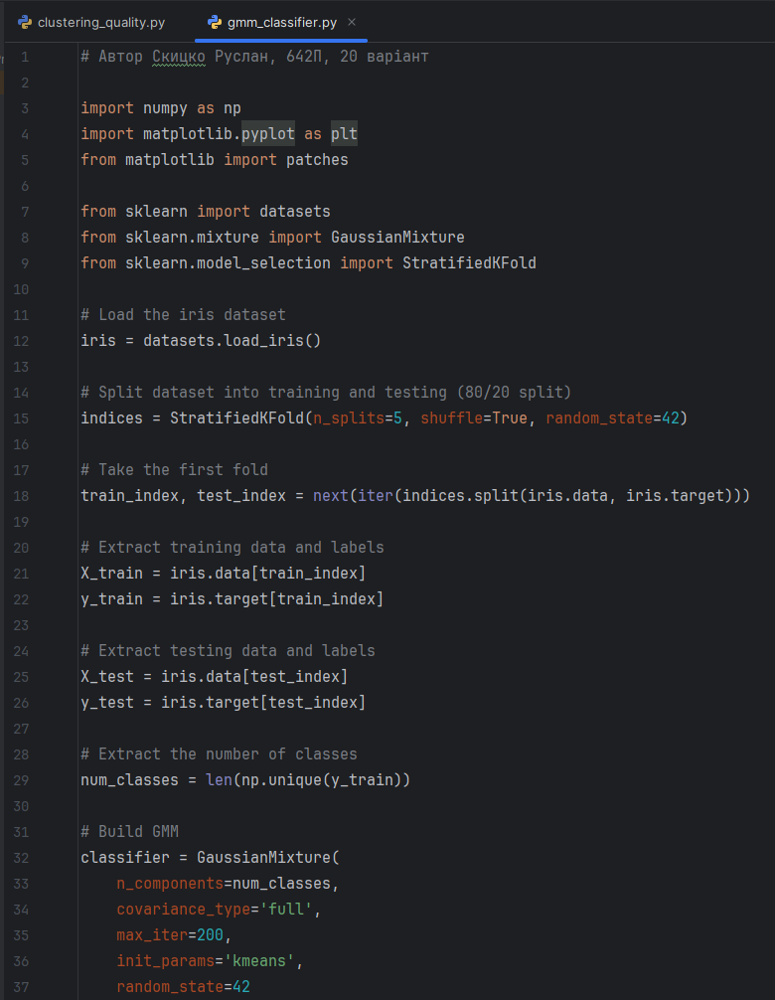 clustering_quality.py gmm_classifier.py
1 # Автор Скицко Руслан, 642П, 20 варіант
2
3 import numpy as np
4 import matplotlib.pyplot as plt
5 from matplotlib import patches
6
7 from sklearn import datasets
8 from sklearn.mixture import GaussianMixture
9 from sklearn.model_selection import StratifiedKFold
10
11 # Load the iris dataset
12 iris = datasets.load_iris()
13
14 # Split dataset into training and testing (80/20 split)
15 indices = StratifiedKFold(n_splits=5, shuffle=True, random_state=42)
16
17 # Take the first fold
18 train_index, test_index = next(iter(indices.split(iris.data, iris.target)))
19
20 # Extract training data and labels
21 X_train = iris.data[train_index]
22 y_train = iris.target[train_index]
23
24 # Extract testing data and labels
25 X_test = iris.data[test_index]
26 y_test = iris.target[test_index]
27
28 # Extract the number of classes
29 num_classes = len(np.unique(y_train))
30
31 # Build GMM
32 classifier = GaussianMixture(
33 n_components=num_classes,
34 covariance_type='full',
35 max_iter=200,
36 init_params='kmeans',
37 random_state=42